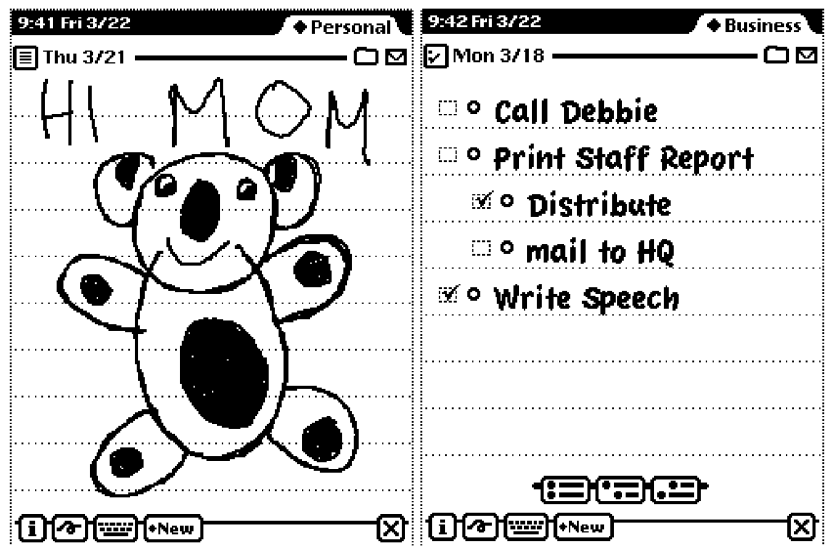 9:41 Fri 3/22
◆ Personal
Thu 3/21
HI MOM
i
◆New
X
9:42 Fri 3/22
◆ Business
Mon 3/18
Call Debbie
Print Staff Report
Distribute
mail to HQ
Write Speech
i
◆New
X